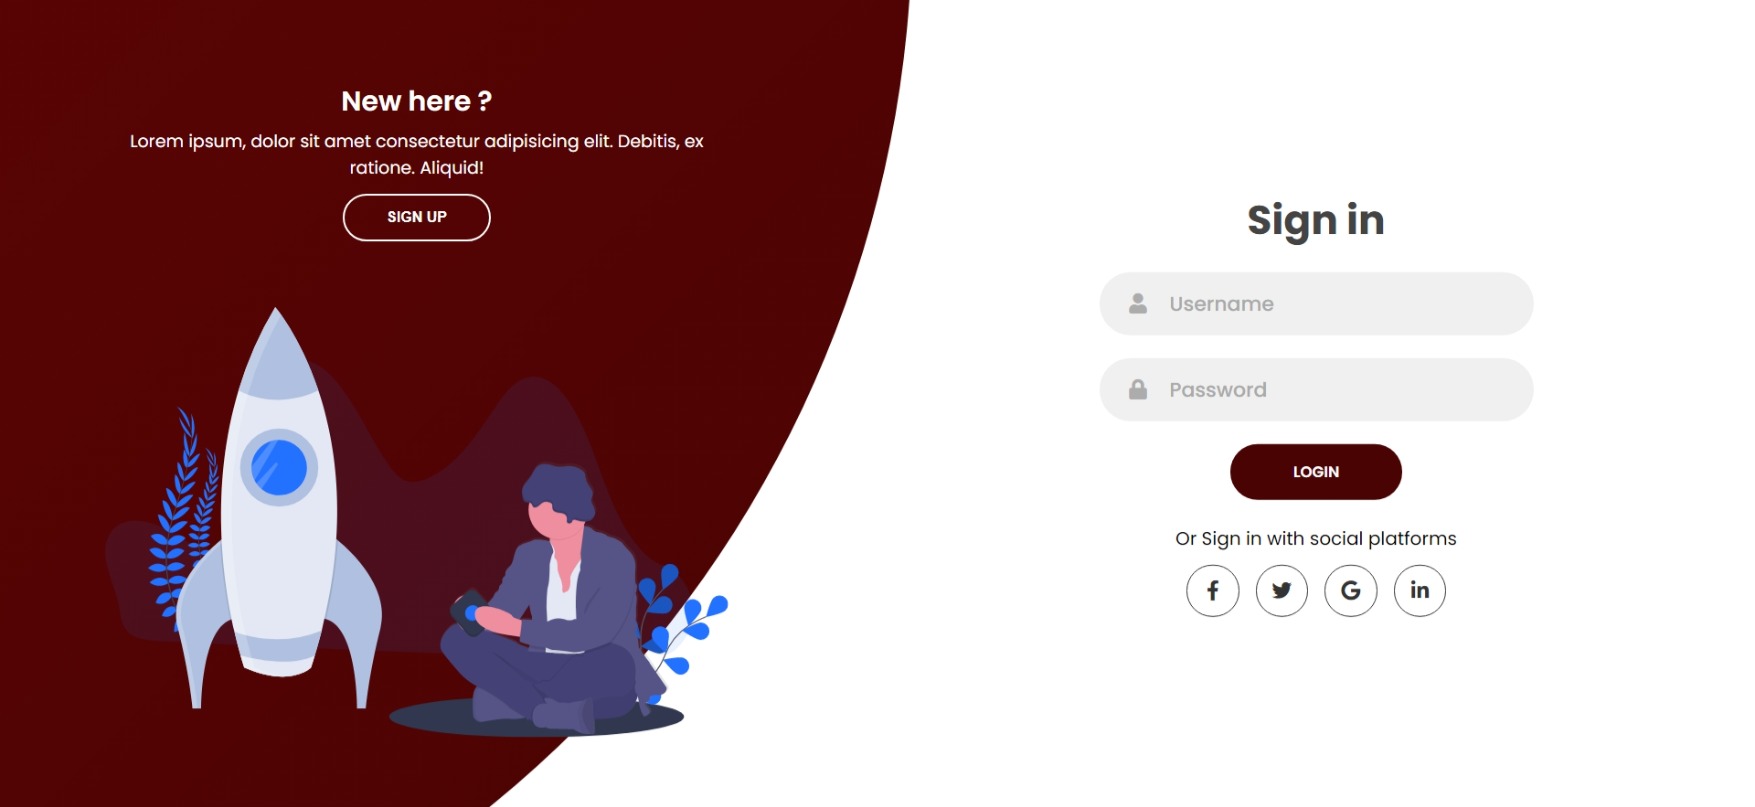 New here ?
Lorem ipsum, dolor sit amet consectetur adipisicing elit. Debitis, ex
ratione. Aliquid!
SIGN UP
Sign in
Username
Password
LOGIN
Or Sign in with social platforms